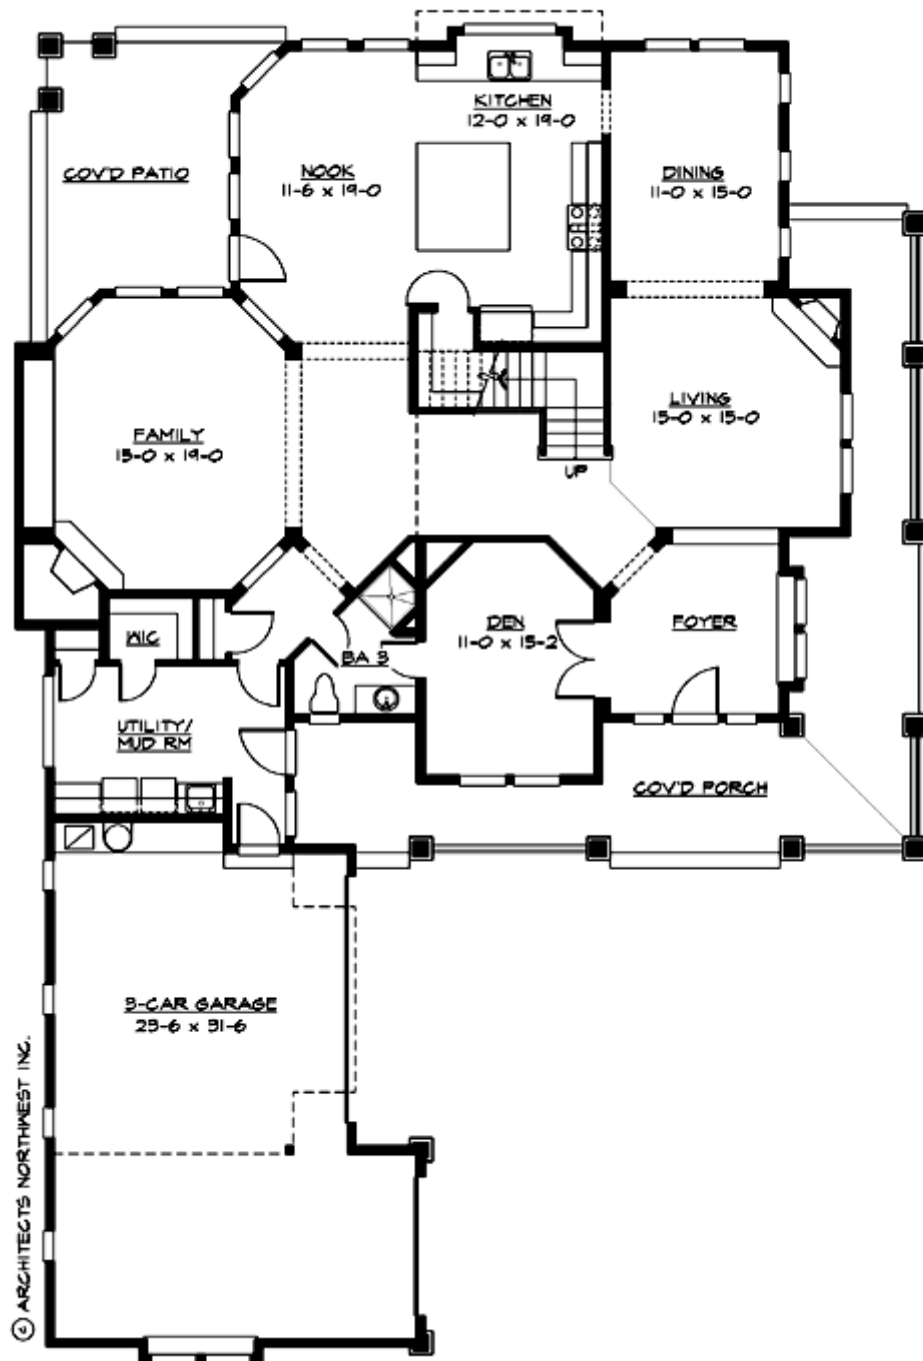 KITCHEN
12-0 x 19-0
COV'D PATIO
NOOK
11-6 x 19-0
DINING
11-0 x 15-0
LIVING
15-0 x 15-0
FAMILY
15-0 x 19-0
UP
WIC
DEN
11-0 x 15-2
FOYER
BA 3
UTILITY/
MUD RM
COV'D PORCH
3-CAR GARAGE
23-6 x 31-6
© ARCHITECTS NORTHWEST INC.